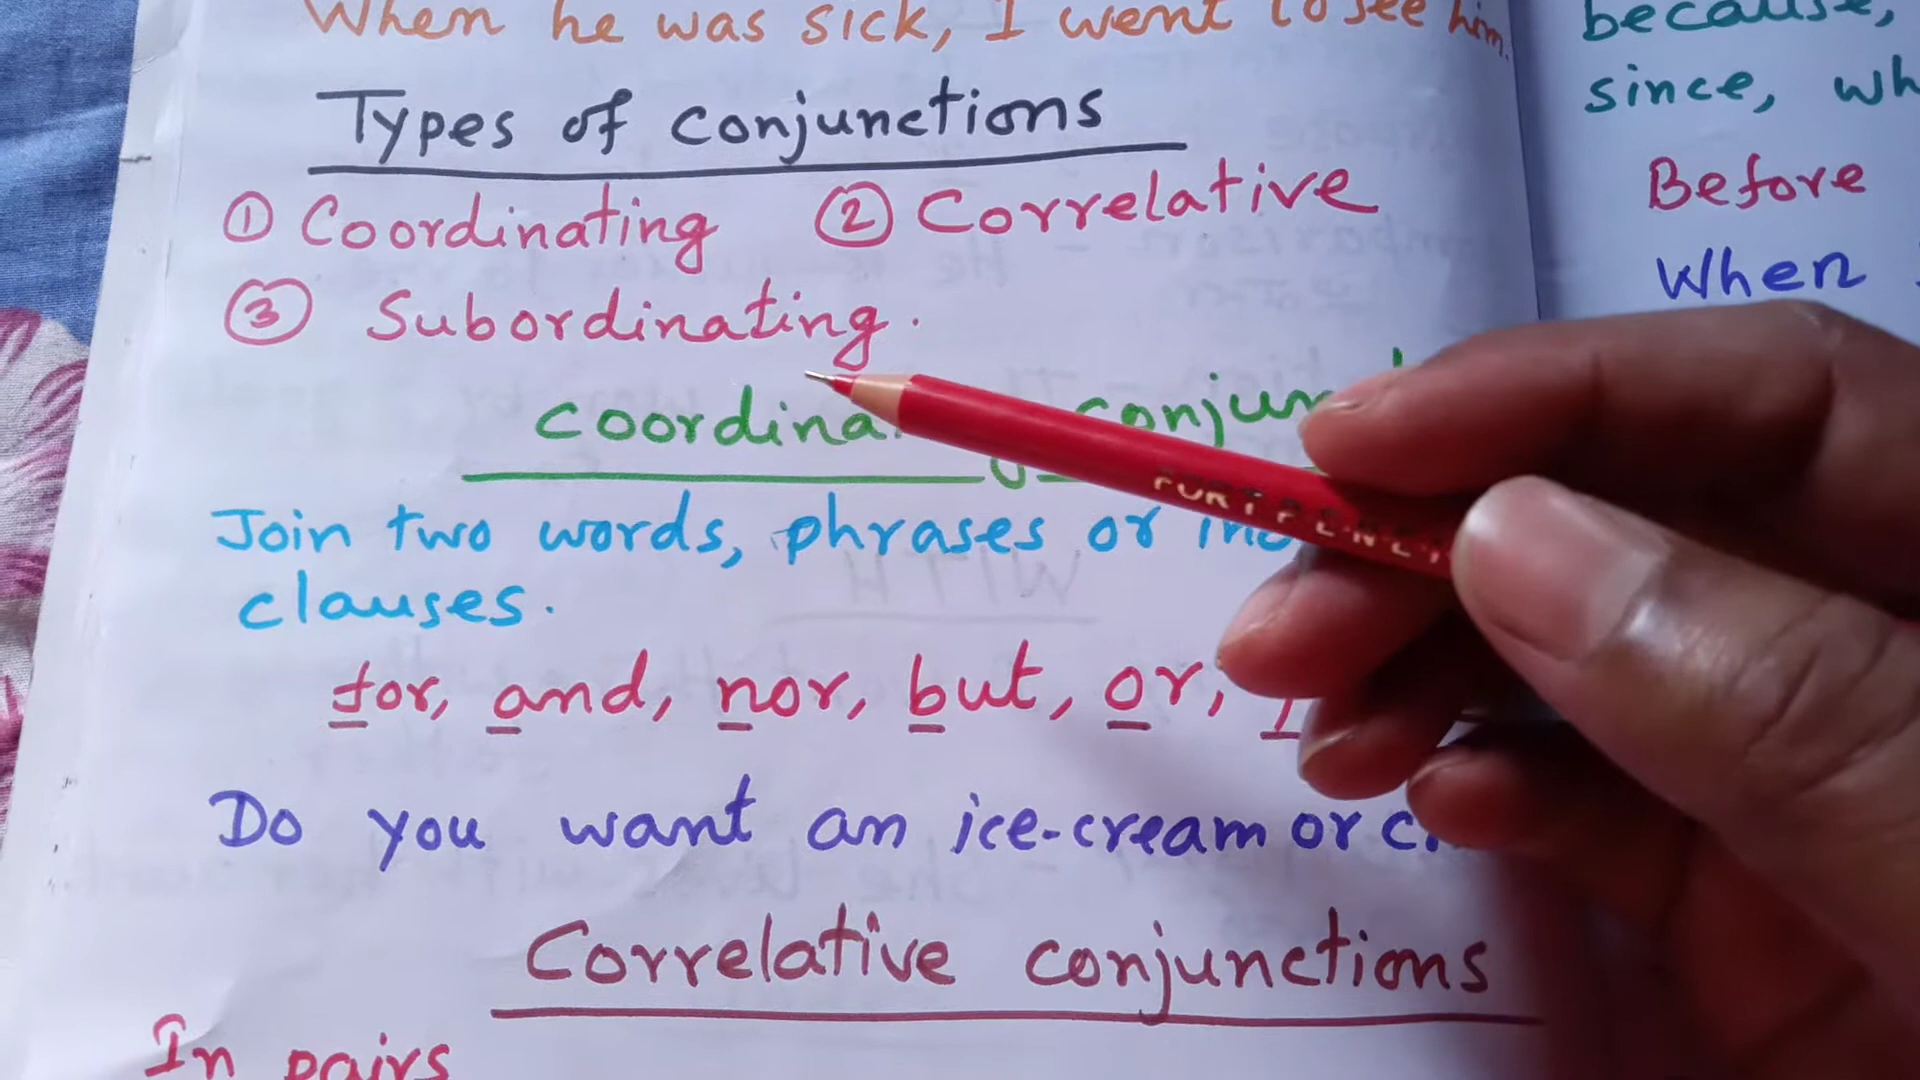 When he was sick, I went to see him.
Types of conjunctions
① Coordinating ② Correlative
③ Subordinating.
Join two words, phrases or
clauses.
for, and, nor, but, or,
Do you want an ice-cream or
Correlative conjunctions
In pairs
because,
since,
Before
When